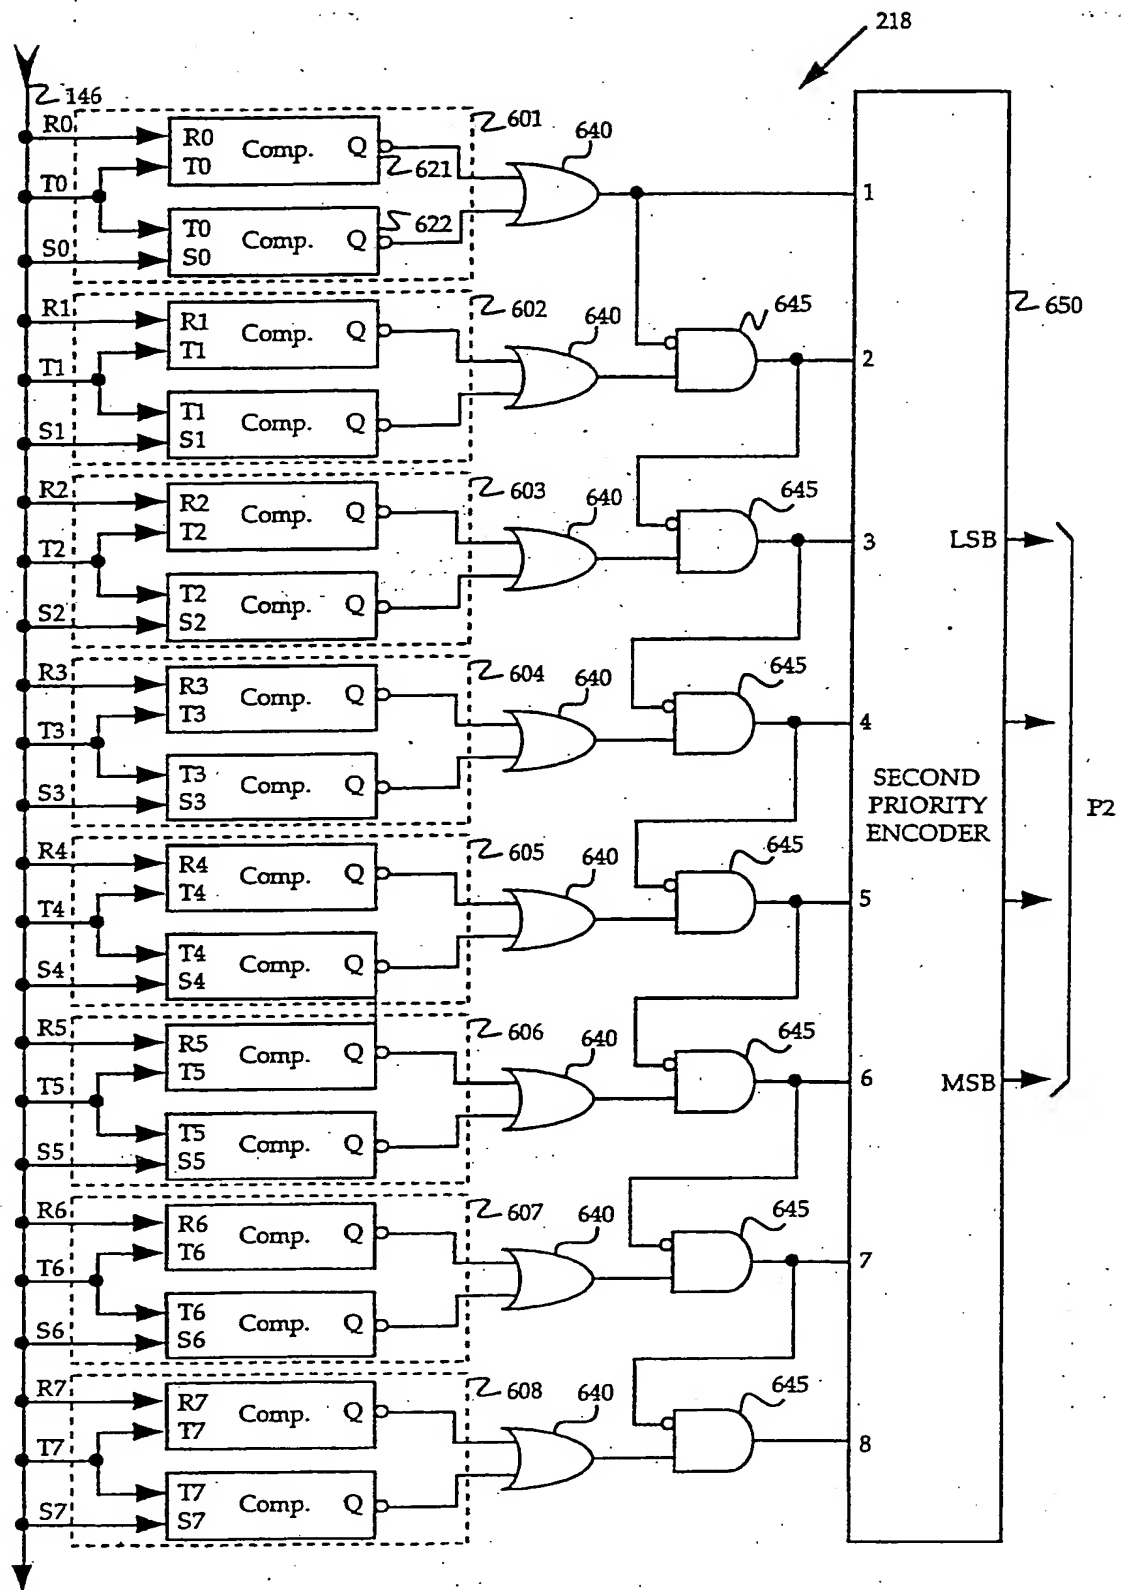 218
146
R0
R0
T0
Comp.
Q
601
621
640
T0
T0
S0
Comp.
Q
622
S0
1
R1
R1
T1
Comp.
Q
602
640
645
650
T1
T1
S1
Comp.
Q
S1
2
R2
R2
T2
Comp.
Q
603
640
645
T2
T2
S2
Comp.
Q
S2
3
LSB
R3
R3
T3
Comp.
Q
604
640
645
T3
T3
S3
Comp.
Q
S3
4
SECOND
PRIORITY
ENCODER
P2
R4
R4
T4
Comp.
Q
605
640
645
T4
T4
S4
Comp.
Q
S4
5
R5
R5
T5
Comp.
Q
606
640
645
T5
T5
S5
Comp.
Q
S5
6
MSB
R6
R6
T6
Comp.
Q
607
640
645
T6
T6
S6
Comp.
Q
S6
7
R7
R7
T7
Comp.
Q
608
640
645
T7
T7
S7
Comp.
Q
S7
8